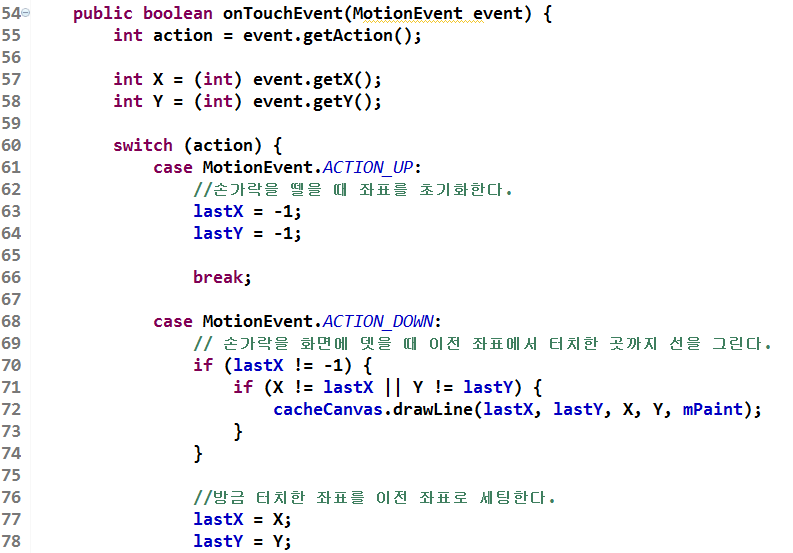 54 public boolean onTouchEvent(MotionEvent event) {
55 int action = event.getAction();
56
57 int X = (int) event.getX();
58 int Y = (int) event.getY();
59
60 switch (action) {
61 case MotionEvent.ACTION_UP:
62 //손가락을 뗄을 때 좌표를 초기화한다.
63 lastX = -1;
64 lastY = -1;
65
66 break;
67
68 case MotionEvent.ACTION_DOWN:
69 // 손가락을 화면에 뎃을 때 이전 좌표에서 터치한 곳까지 선을 그린다.
70 if (lastX != -1) {
71 if (X != lastX || Y != lastY) {
72 cacheCanvas.drawLine(lastX, lastY, X, Y, mPaint);
73 }
74 }
75
76 //방금 터치한 좌표를 이전 좌표로 세팅한다.
77 lastX = X;
78 lastY = Y;